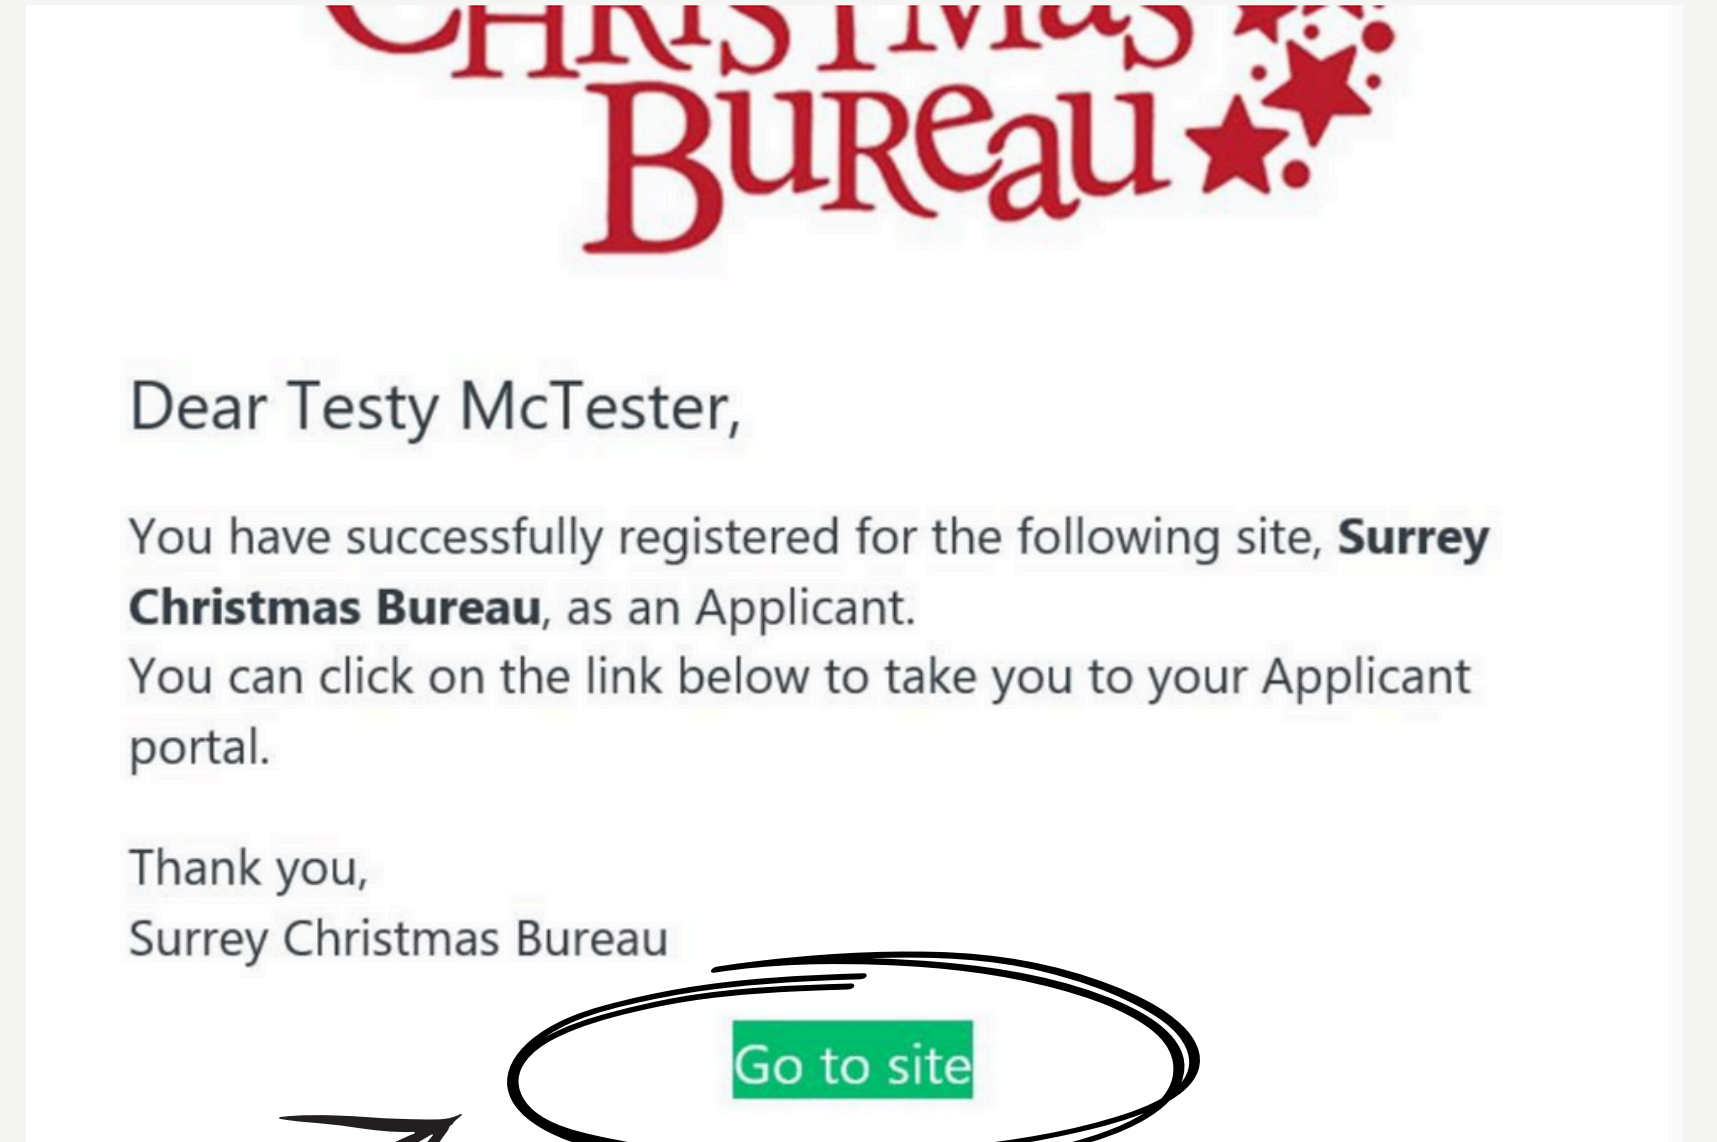 CHRISTMAS
BUREAU
Dear Testy McTester,
You have successfully registered for the following site, Surrey
Christmas Bureau, as an Applicant.
You can click on the link below to take you to your Applicant
portal.
Thank you,
Surrey Christmas Bureau
Go to site